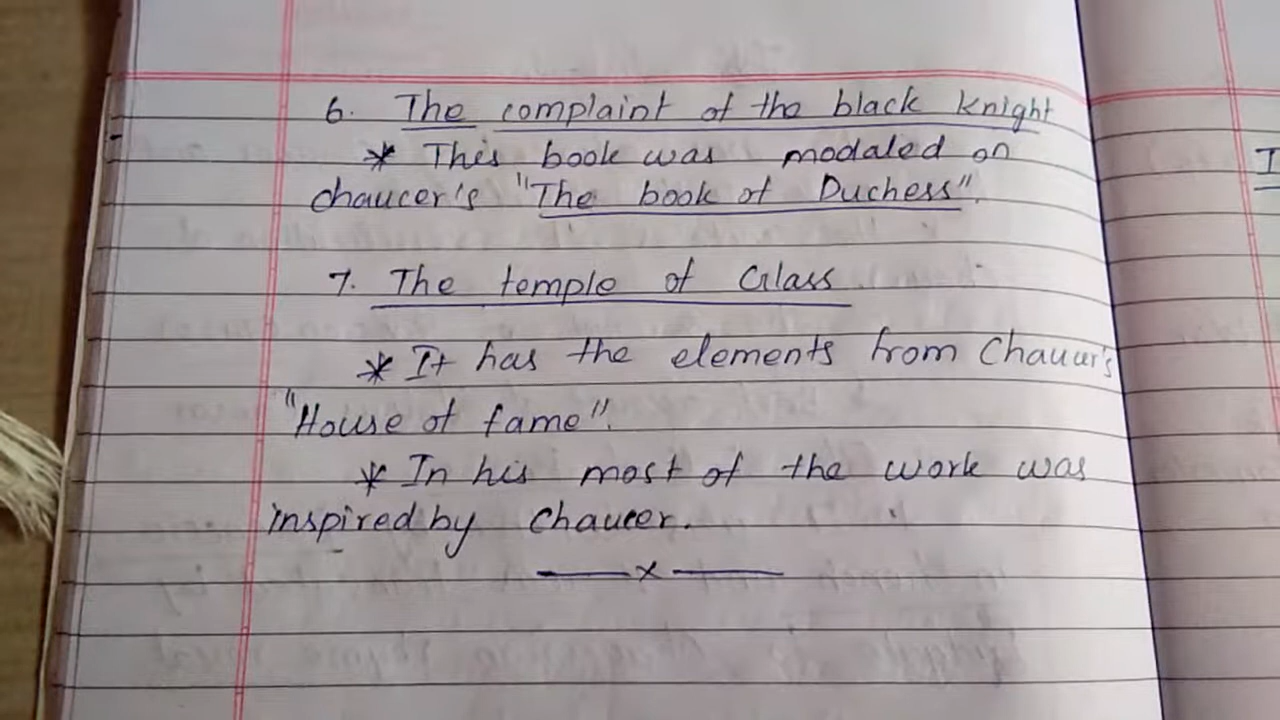 6. The complaint of the black knight
* This book was modaled on
chaucer's "The book of Duchess".
7. The temple of Glass
* It has the elements from Chaucer's
"House of fame".
* In his most of the work was
inspired by chaucer.
x
I